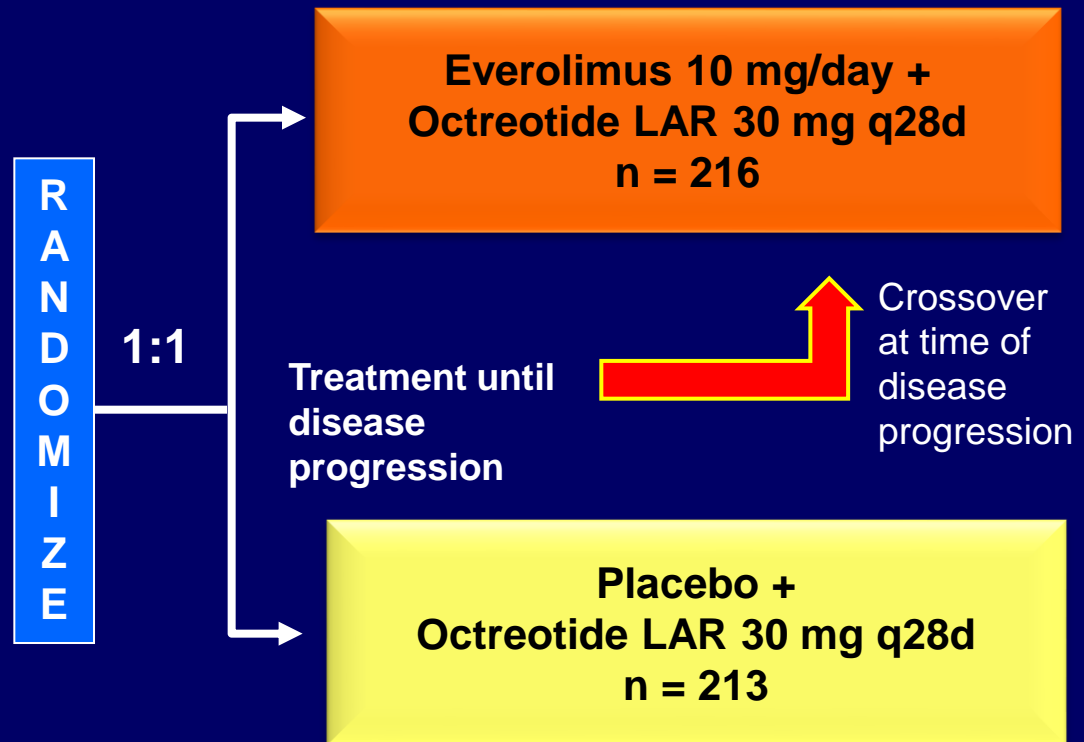 RANDOMIZE
1:1
Everolimus 10 mg/day +
Octreotide LAR 30 mg q28d
n = 216
Treatment until
disease
progression
Crossover
at time of
disease
progression
Placebo +
Octreotide LAR 30 mg q28d
n = 213